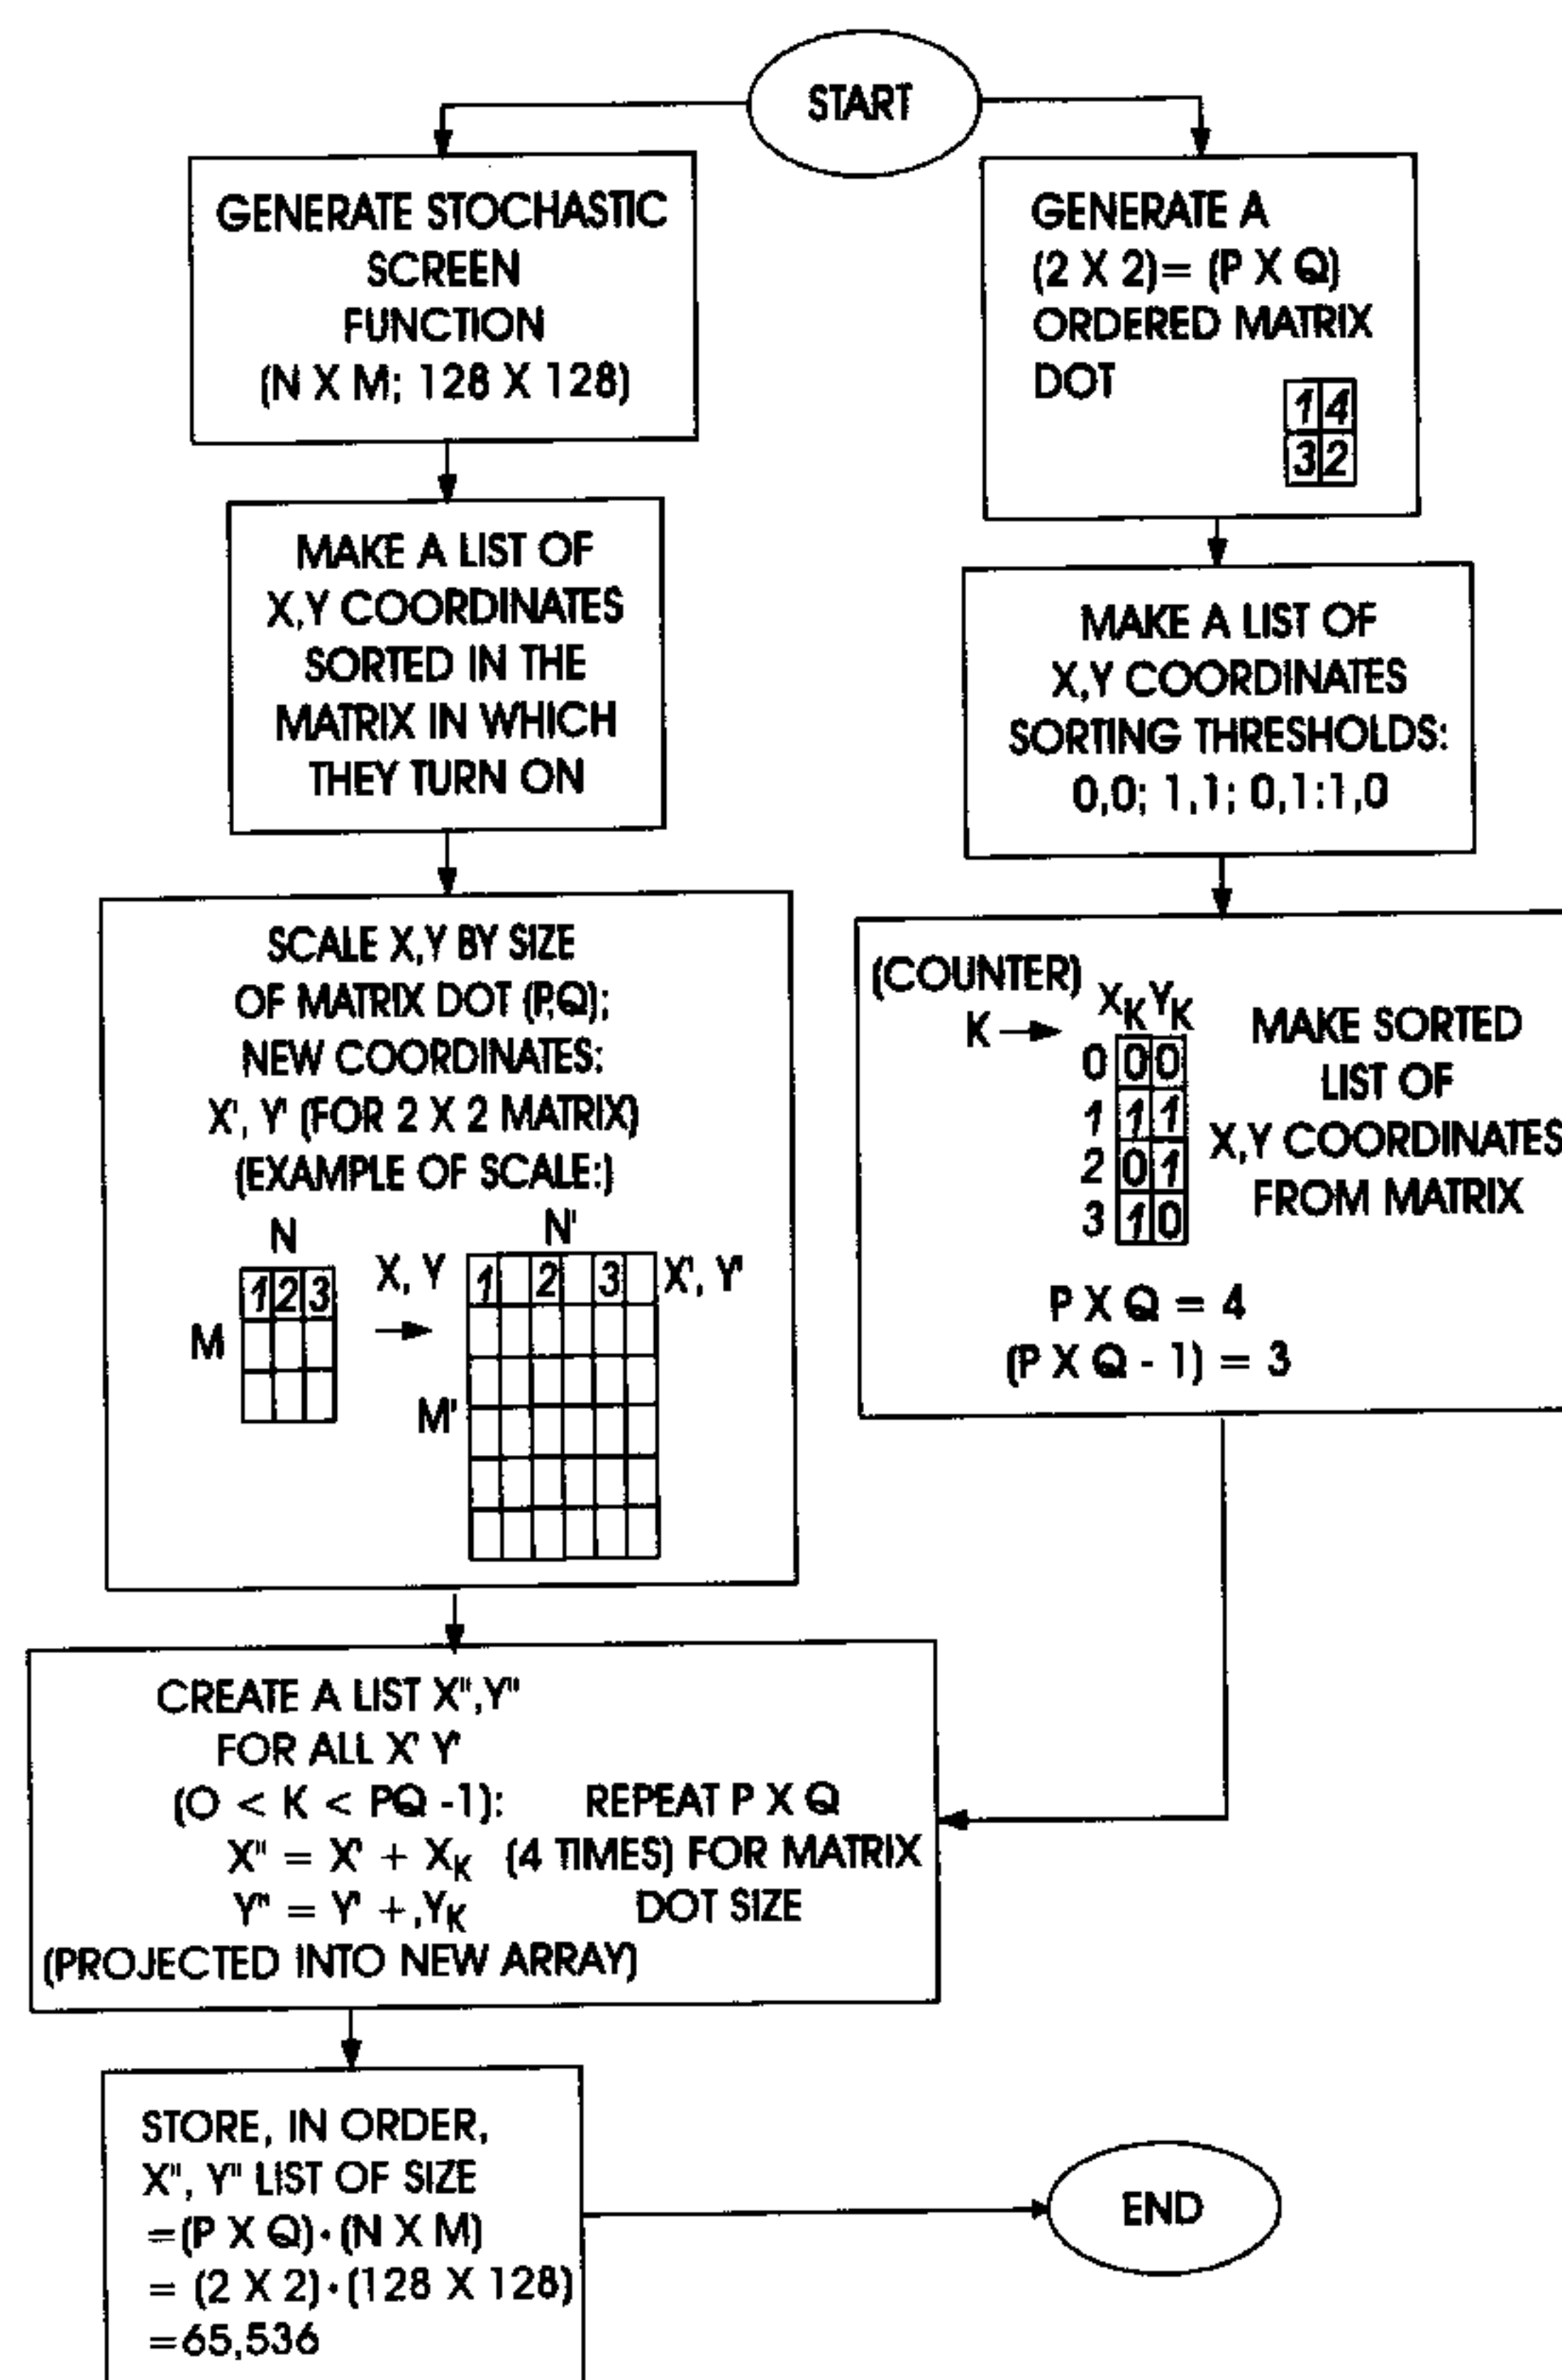 START
GENERATE STOCHASTIC
SCREEN
FUNCTION
(N X M; 128 X 128)
GENERATE A
(2 X 2)= (P X Q)
ORDERED MATRIX
DOT
1 4
3 2
MAKE A LIST OF
X,Y COORDINATES
SORTED IN THE
MATRIX IN WHICH
THEY TURN ON
MAKE A LIST OF
X,Y COORDINATES
SORTING THRESHOLDS:
0,0; 1,1; 0,1:1,0
SCALE X,Y BY SIZE
OF MATRIX DOT (P,Q);
NEW COORDINATES:
X', Y' (FOR 2 X 2 MATRIX)
(EXAMPLE OF SCALE:)
N
1 2 3
M
X, Y
N'
1 2 3
X', Y'
M'
(COUNTER)
K
XK YK
0 0 0
1 1 1
2 0 1
3 1 0
MAKE SORTED
LIST OF
X,Y COORDINATES
FROM MATRIX
P X Q = 4
(P X Q - 1) = 3
CREATE A LIST X",Y"
FOR ALL X' Y'
(O < K < PQ -1): REPEAT P X Q
X" = X' + XK (4 TIMES) FOR MATRIX
Y" = Y' +,YK DOT SIZE
(PROJECTED INTO NEW ARRAY)
STORE, IN ORDER,
X", Y" LIST OF SIZE
=(P X Q)•(N X M)
= (2 X 2)•(128 X 128)
=65,536
END